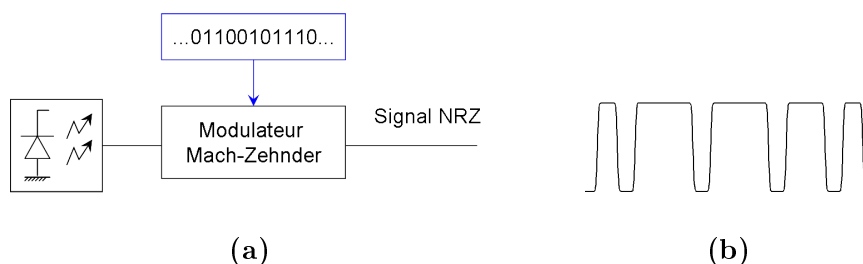 ...01100101110...
Modulateur
Mach-Zehnder
Signal NRZ
(a)
(b)